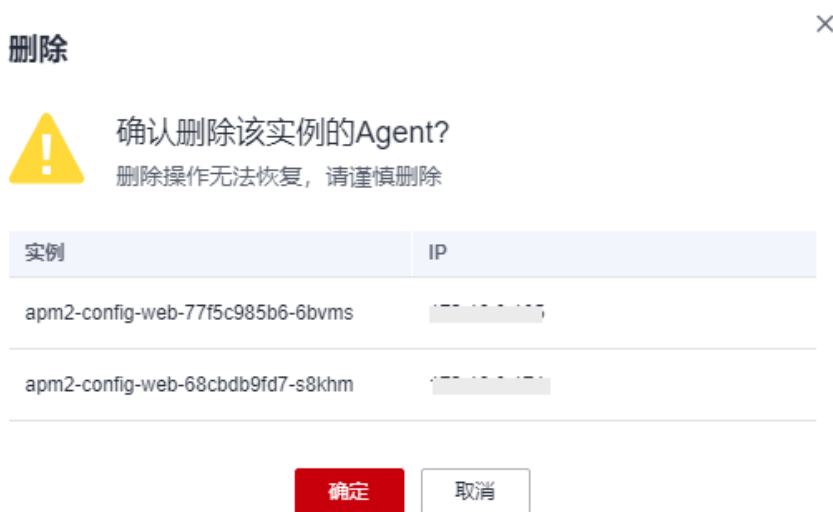 删除
确认删除该实例的Agent?
删除操作无法恢复，请谨慎删除
实例 IP
apm2-config-web-77f5c985b6-6bvms
apm2-config-web-68cbdb9fd7-s8khm
确定 取消